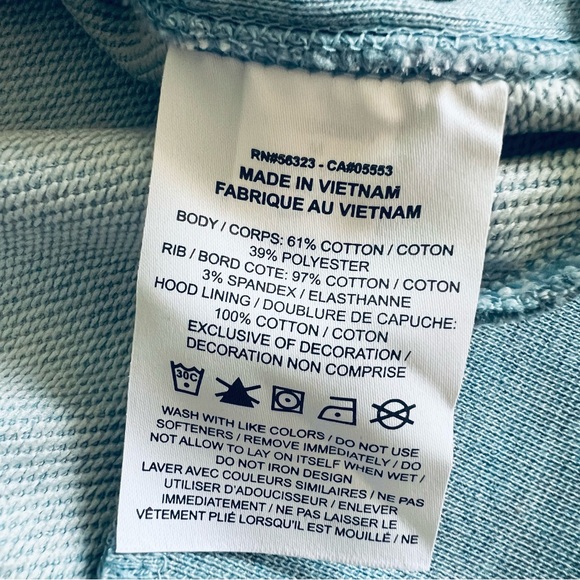 RN#56323 - CA#05553
MADE IN VIETNAM
FABRIQUE AU VIETNAM
BODY / CORPS: 61% COTTON / COTON
39% POLYESTER
RIB / BORD COTE: 97% COTTON / COTON
3% SPANDEX / ELASTHANNE
HOOD LINING / DOUBLURE DE CAPUCHE:
100% COTTON / COTON
EXCLUSIVE OF DECORATION /
DECORATION NON COMPRISE
30C
WASH WITH LIKE COLORS / DO NOT USE
SOFTENERS / REMOVE IMMEDIATELY / DO
NOT ALLOW TO LAY ON ITSELF WHEN WET /
DO NOT IRON DESIGN
LAVER AVEC COULEURS SIMILAIRES / NE PAS
UTILISER D'ADOUCISSEUR / ENLEVER
IMMEDIATEMENT / NE PAS LAISSER LE
VÊTEMENT PLIÉ LORSQU'IL EST MOUILLÉ / NE